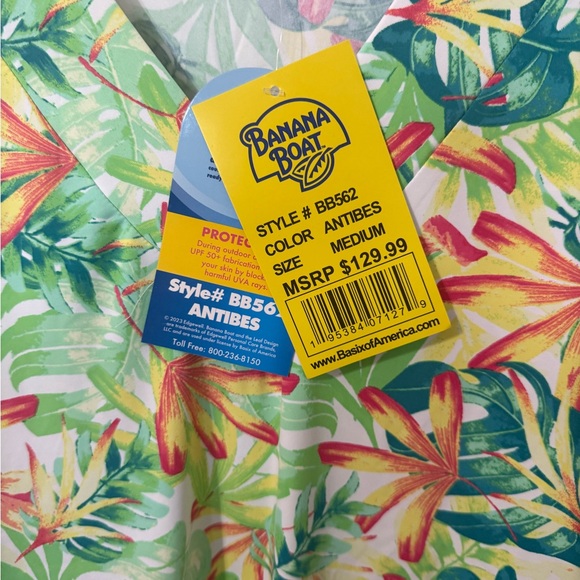 BANANA
BOAT
STYLE # BB562
COLOR ANTIBES
SIZE MEDIUM
MSRP $129.99
1 95384 07127 9
www.BasixofAmerica.com
PROTEC
During outdoor
UPF 50+ fabrication
your skin by block
harmful UVA rays
Style# BB562
ANTIBES
© 2023 Edgewell. Banana Boat and the Leaf Design
are trademarks of Edgewell Personal Care Brands,
LLC and are used under license by Basix of America
Toll Free: 800-236-8150